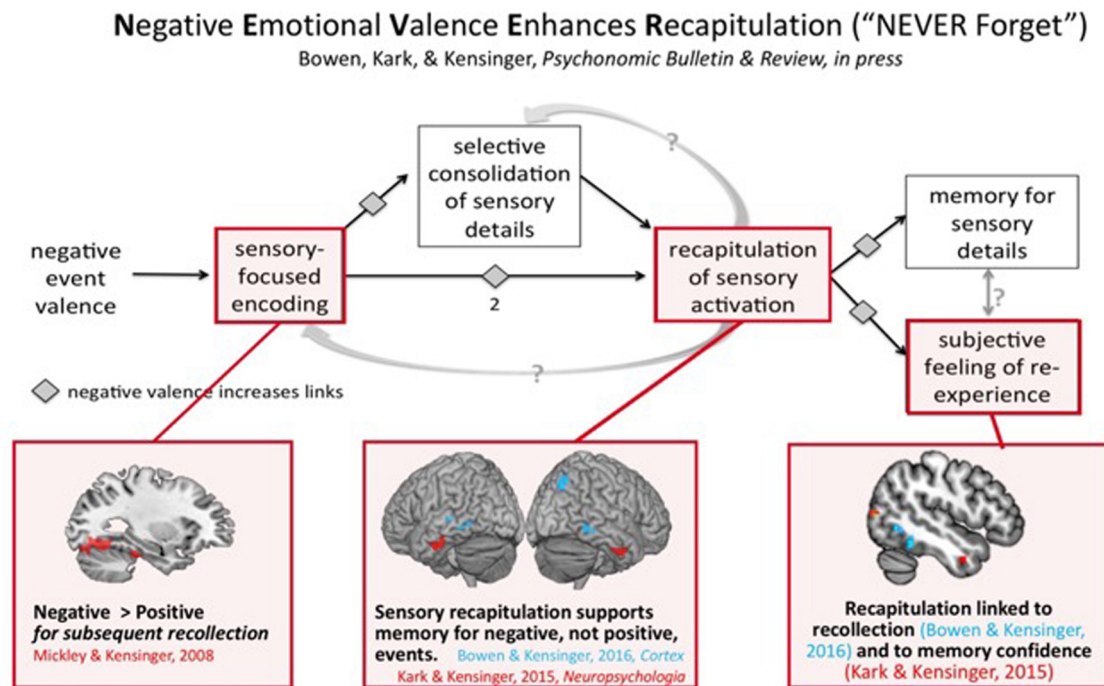 Negative Emotional Valence Enhances Recapitulation ("NEVER Forget")
Bowen, Kark, & Kensinger, Psychonomic Bulletin & Review, in press
negative
event
valence
sensory-
focused
encoding
selective
consolidation
of sensory
details
?
2
?
recapitulation
of sensory
activation
memory for
sensory
details
?
subjective
feeling of re-
experience
negative valence increases links
Negative > Positive
for subsequent recollection
Mickley & Kensinger, 2008
Sensory recapitulation supports
memory for negative, not positive,
events. Bowen & Kensinger, 2016, Cortex
Kark & Kensinger, 2015, Neuropsychologia
Recapitulation linked to
recollection (Bowen & Kensinger,
2016) and to memory confidence
(Kark & Kensinger, 2015)